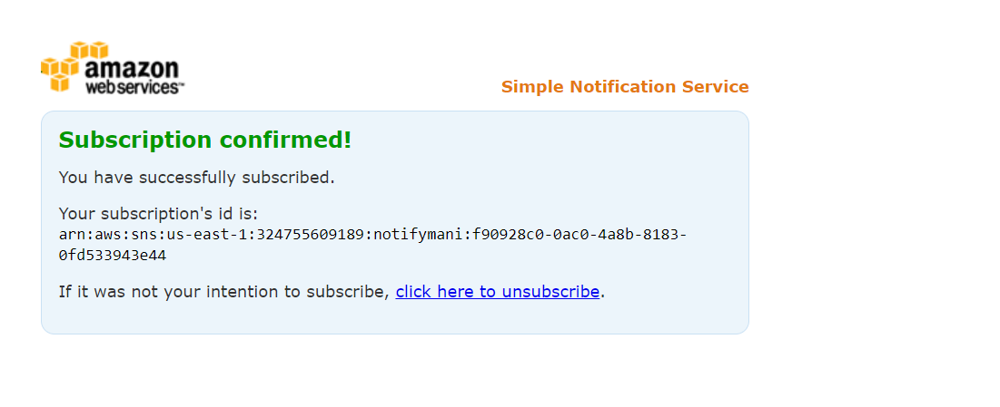 amazon
webservices™
Simple Notification Service
Subscription confirmed!
You have successfully subscribed.
Your subscription's id is:
arn:aws:sns:us-east-1:324755609189:notifymani:f90928c0-0ac0-4a8b-8183-
0fd533943e44
If it was not your intention to subscribe, click here to unsubscribe.